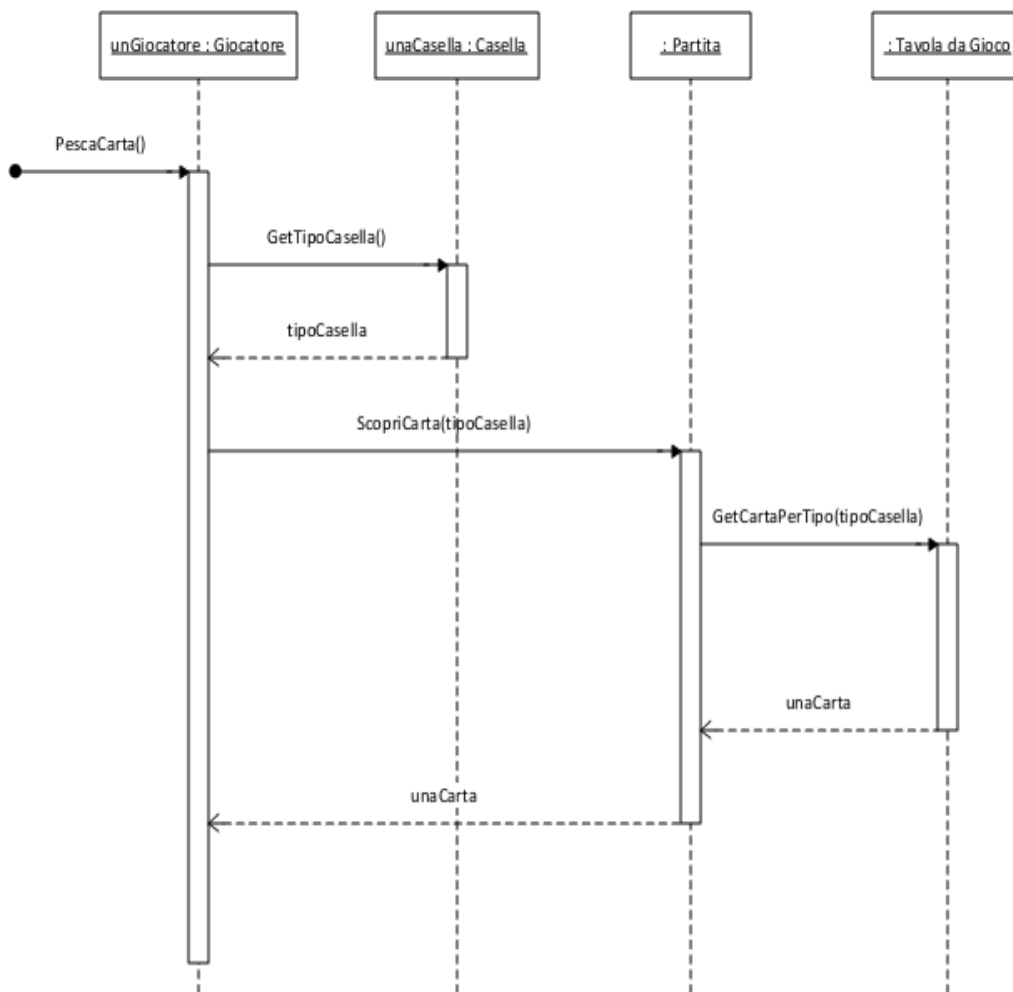 unGiocatore : Giocatore
unaCasella : Casella
: Partita
: Tavola da Gioco
PescaCarta()
GetTipoCasella()
tipoCasella
ScopriCarta(tipoCasella)
GetCartaPerTipo(tipoCasella)
unaCarta
unaCarta